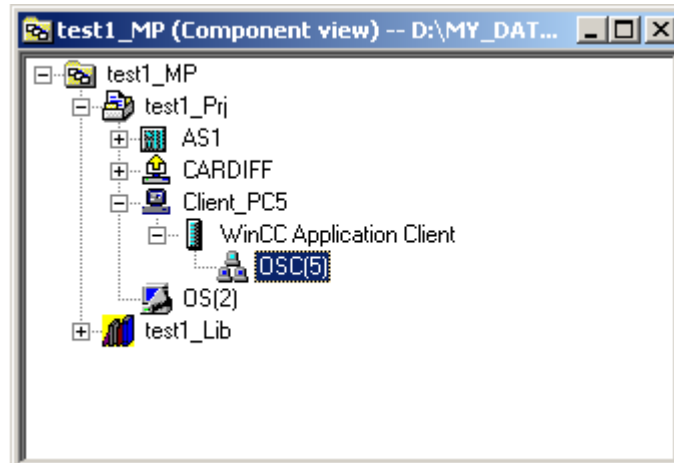 test1_MP (Component view) -- D:\MY_DAT...
test1_MP
test1_Prj
AS1
CARDIFF
Client_PC5
WinCC Application Client
OSC(5)
OS(2)
test1_Lib